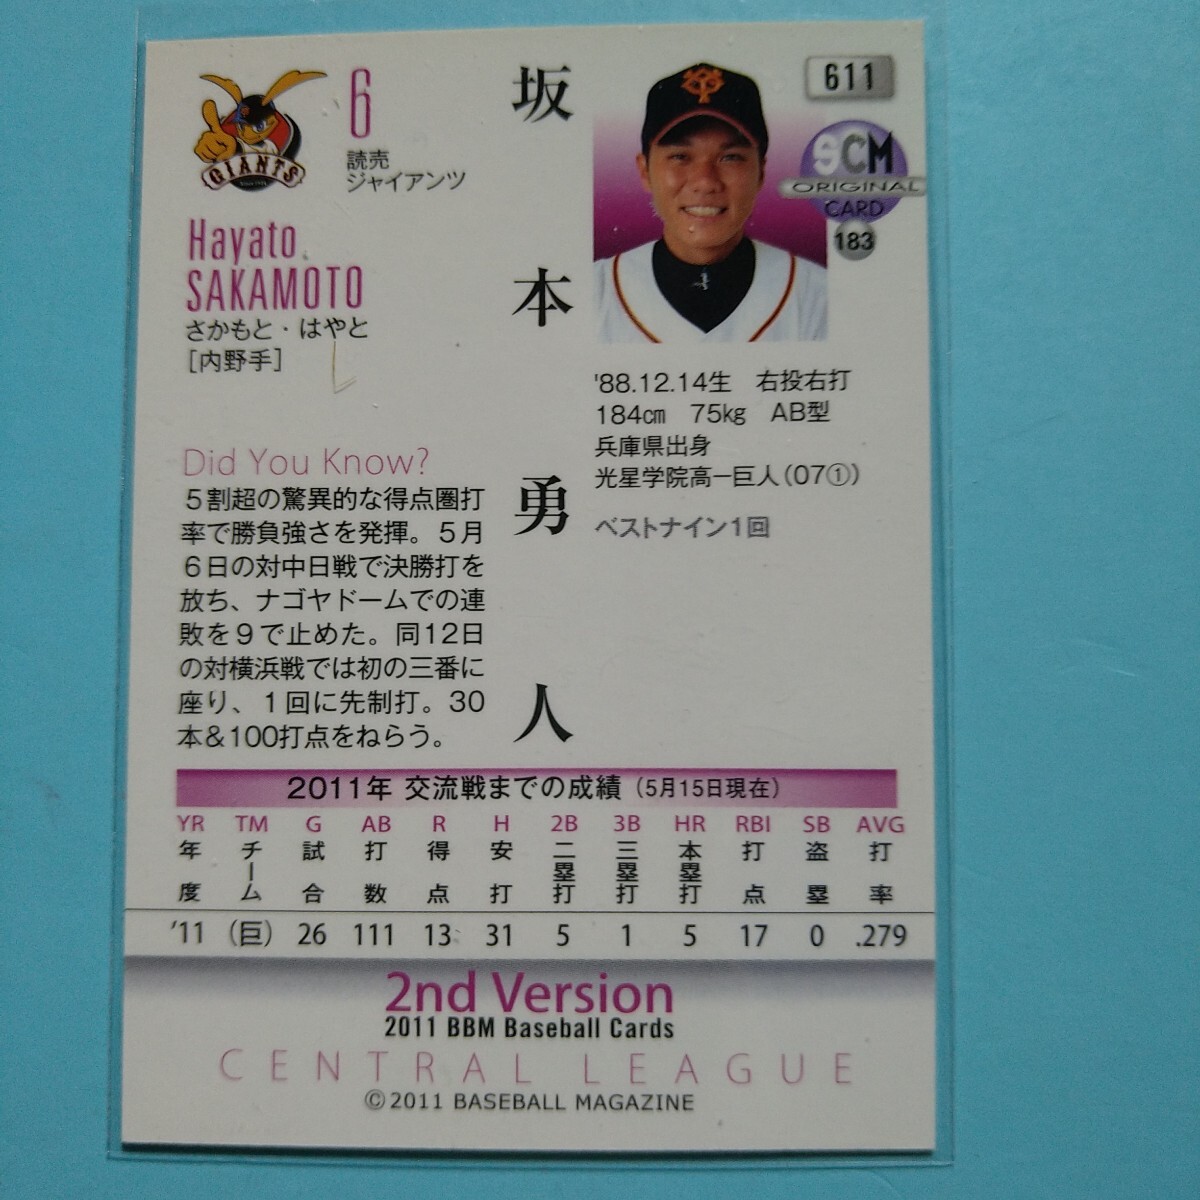 GIANTS
6
読売
ジャイアンツ
Hayato
SAKAMOTO
さかもと・はやと
[内野手]
坂本勇人
611
SCM
ORIGINAL
CARD
183
'88.12.14生 右投右打
184cm 75kg AB型
兵庫県出身
光星学院高ー巨人(07①)
ベストナイン1回
Did You Know?
5割超の驚異的な得点圏打
率で勝負強さを発揮。5月
6日の対中日戦で決勝打を
放ち、ナゴヤドームでの連
敗を9で止めた。同12日
の対横浜戦では初の三番に
座り、1回に先制打。30
本&100打点をねらう。
2011年 交流戦までの成績(5月15日現在)
YR TM G AB R H 2B 3B HR RBI SB AVG
年度 チーム 試合 打数 得点 安打 二塁打 三塁打 本塁打 打点 盗塁 打率
'11 (巨) 26 111 13 31 5 1 5 17 0 .279
2nd Version
2011 BBM Baseball Cards
CENTRAL LEAGUE
©2011 BASEBALL MAGAZINE